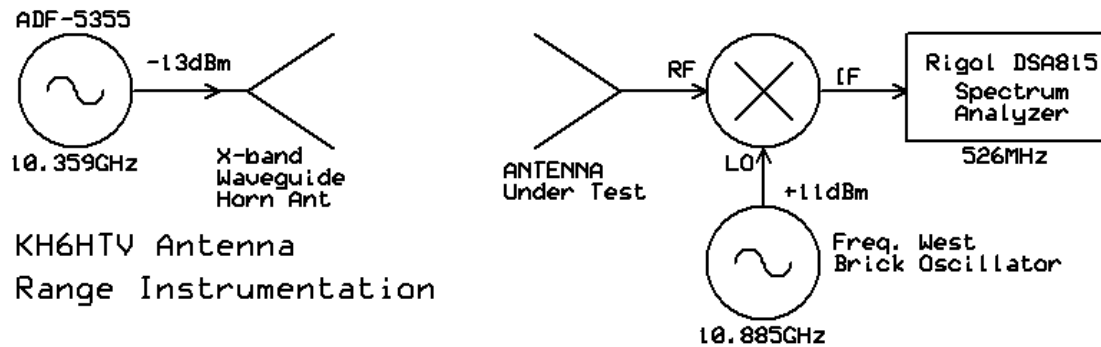 ADF-5355
-13dBm
10.359GHz
X-band
Waveguide
Horn Ant
ANTENNA
Under Test
RF
IF
LO
+11dBm
Rigol DSA815
Spectrum
Analyzer
526MHz
Freq. West
Brick Oscillator
10.885GHz
KH6HTV Antenna
Range Instrumentation